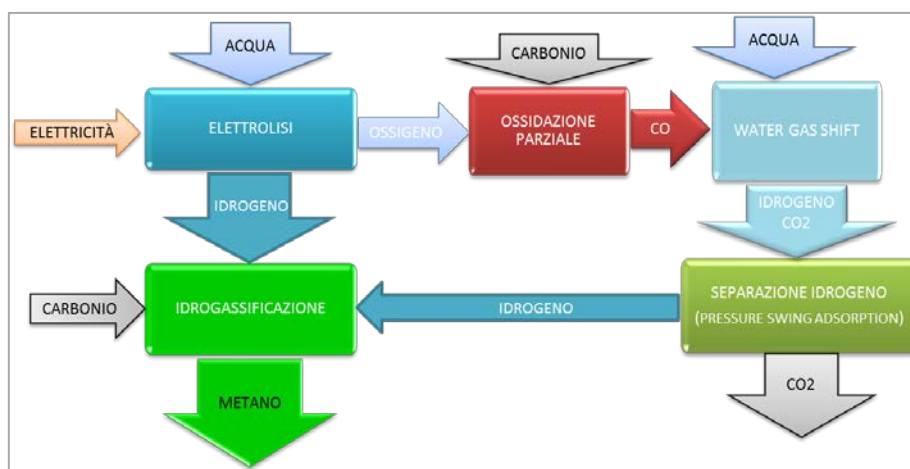 ACQUA
CARBONIO
ACQUA
ELETTRICITÀ
ELETTROLISI
OSSIGENO
OSSIDAZIONE
PARZIALE
CO
WATER GAS SHIFT
IDROGENO
IDROGENO
CO2
CARBONIO
IDROGASSIFICAZIONE
IDROGENO
SEPARAZIONE IDROGENO
(PRESSURE SWING ADSORPTION)
METANO
CO2